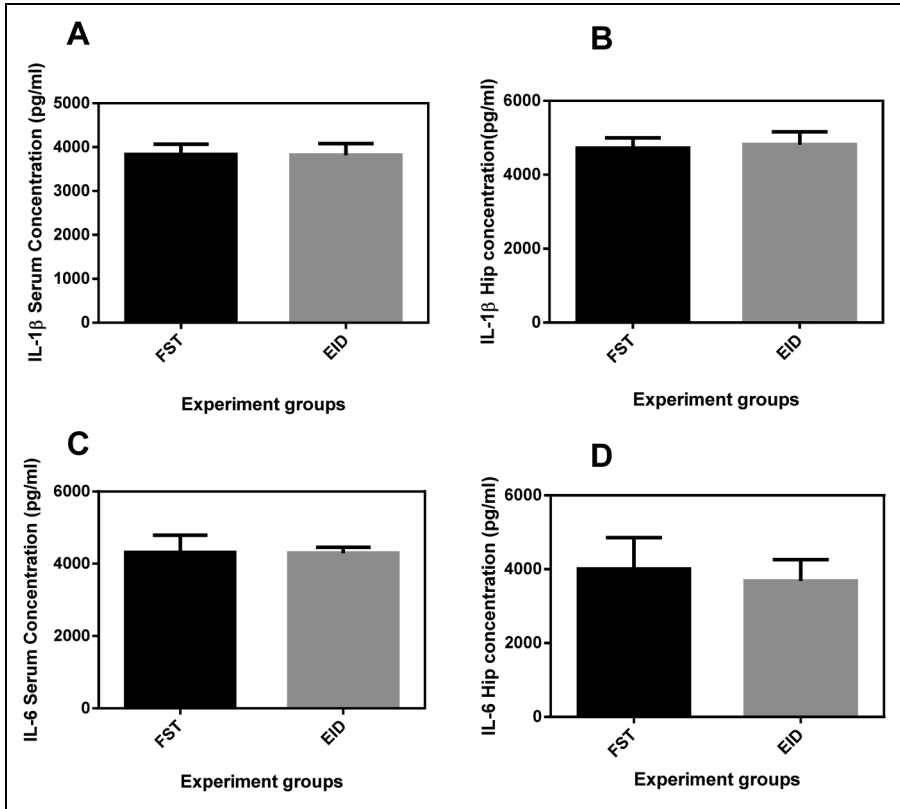 A
IL-1β Serum Concentration (pg/ml)
5000
4000
3000
2000
1000
0
FST
EID
Experiment groups
B
IL-1β Hip concentration(pg/ml)
6000
4000
2000
0
FST
EID
Experiment groups
C
IL-6 Serum Concentration (pg/ml)
6000
4000
2000
0
FST
EID
Experiment groups
D
IL-6 Hip concentration (pg/ml)
6000
4000
2000
0
FST
EID
Experiment groups